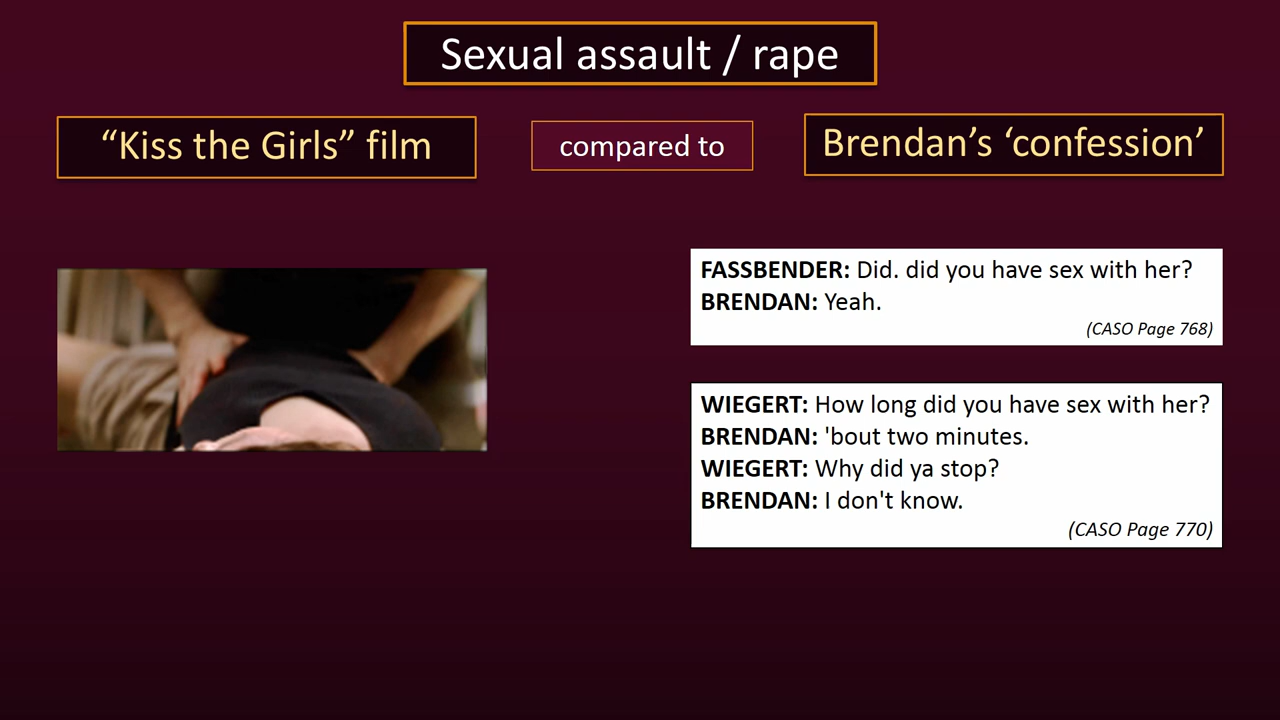 Sexual assault / rape
“Kiss the Girls” film
compared to
Brendan’s ‘confession’
FASSBENDER: Did. did you have sex with her?
BRENDAN: Yeah.
(CASO Page 768)
WIEGERT: How long did you have sex with her?
BRENDAN: 'bout two minutes.
WIEGERT: Why did ya stop?
BRENDAN: I don't know.
(CASO Page 770)